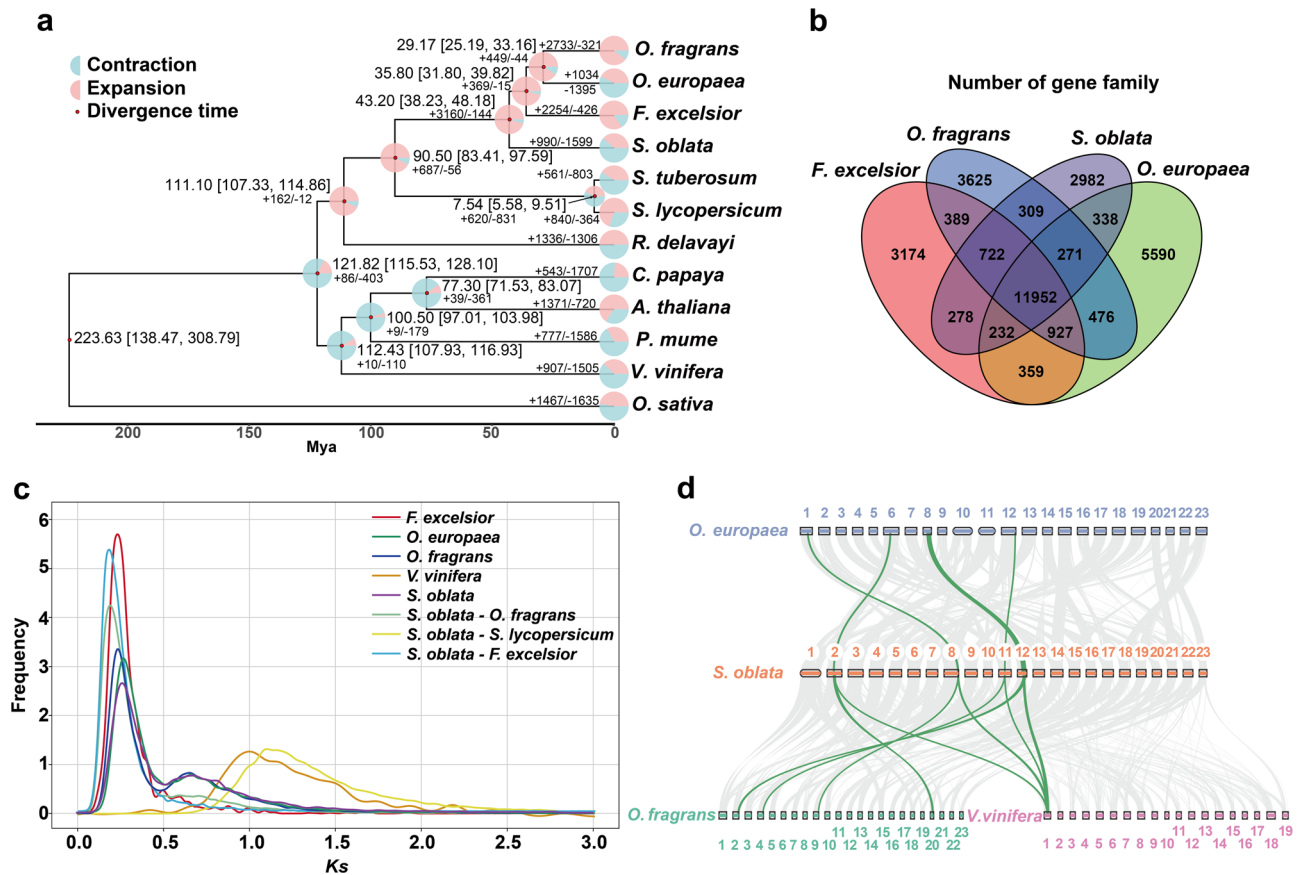 a
Contraction
Expansion
Divergence time
29.17 [25.19, 33.16]
+449/-44
+2733/-321
O. fragrans
35.80 [31.80, 39.82]
+369/-15
+1034
-1395
O. europaea
43.20 [38.23, 48.18]
+3160/-144
+2254/-426
F. excelsior
+990/-1599
S. oblata
90.50 [83.41, 97.59]
+687/-56
+561/-803
S. tuberosum
111.10 [107.33, 114.86]
+162/-12
7.54 [5.58, 9.51]
+620/-831
+840/-364
S. lycopersicum
+1336/-1306
R. delavayi
121.82 [115.53, 128.10]
+86/-403
+543/-1707
C. papaya
77.30 [71.53, 83.07]
+39/-361
+1371/-720
A. thaliana
100.50 [97.01, 103.98]
+9/-179
+777/-1586
P. mume
223.63 [138.47, 308.79]
112.43 [107.93, 116.93]
+10/-110
+907/-1505
V. vinifera
+1467/-1635
O. sativa
200 150 100 50 0
Mya
b
Number of gene family
O. fragrans
S. oblata
F. excelsior
O. europaea
3625 2982
389 309 338
3174 722 271 5590
11952
278 232 927 476
359
c
Frequency
6
5
4
3
2
1
0
F. excelsior
O. europaea
O. fragrans
V. vinifera
S. oblata
S. oblata - O. fragrans
S. oblata - S. lycopersicum
S. oblata - F. excelsior
0.0 0.5 1.0 1.5 2.0 2.5 3.0
Ks
d
1 2 3 4 5 6 7 8 9 10 11 12 13 14 15 16 17 18 19 20 21 22 23
O. europaea
1 2 3 4 5 6 7 8 9 10 11 12 13 14 15 16 17 18 19 20 21 22 23
S. oblata
O. fragrans
11 13 15 17 19 21 23
1 2 3 4 5 6 7 8 9 10 12 14 16 18 20 22
V.vinifera
11 13 15 17 19
1 2 3 4 5 6 7 8 9 10 12 14 16 18